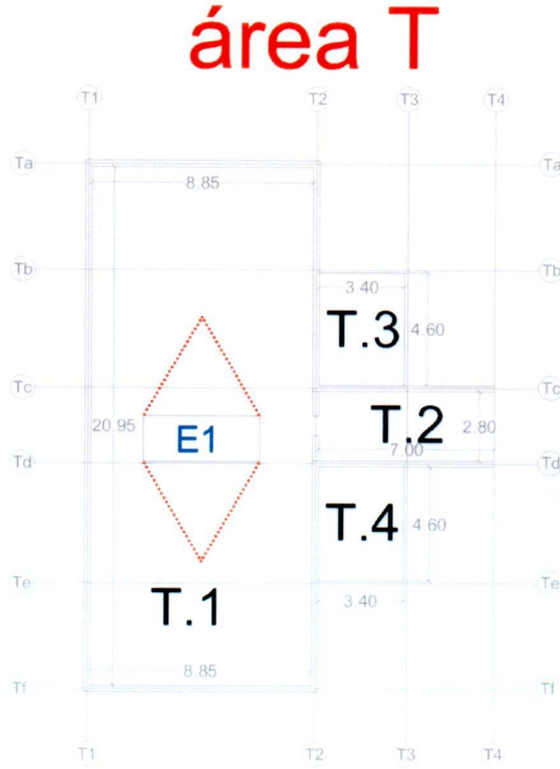 área T
T1 T2 T3 T4
Ta Ta
8.85
Tb Tb
3.40
T.3 4.60
Tc Tc
20.95 E1 T.2 2.80
7.00
Td Td
T.4 4.60
Te Te
T.1 3.40
8.85
Tf Tf
T1 T2 T3 T4